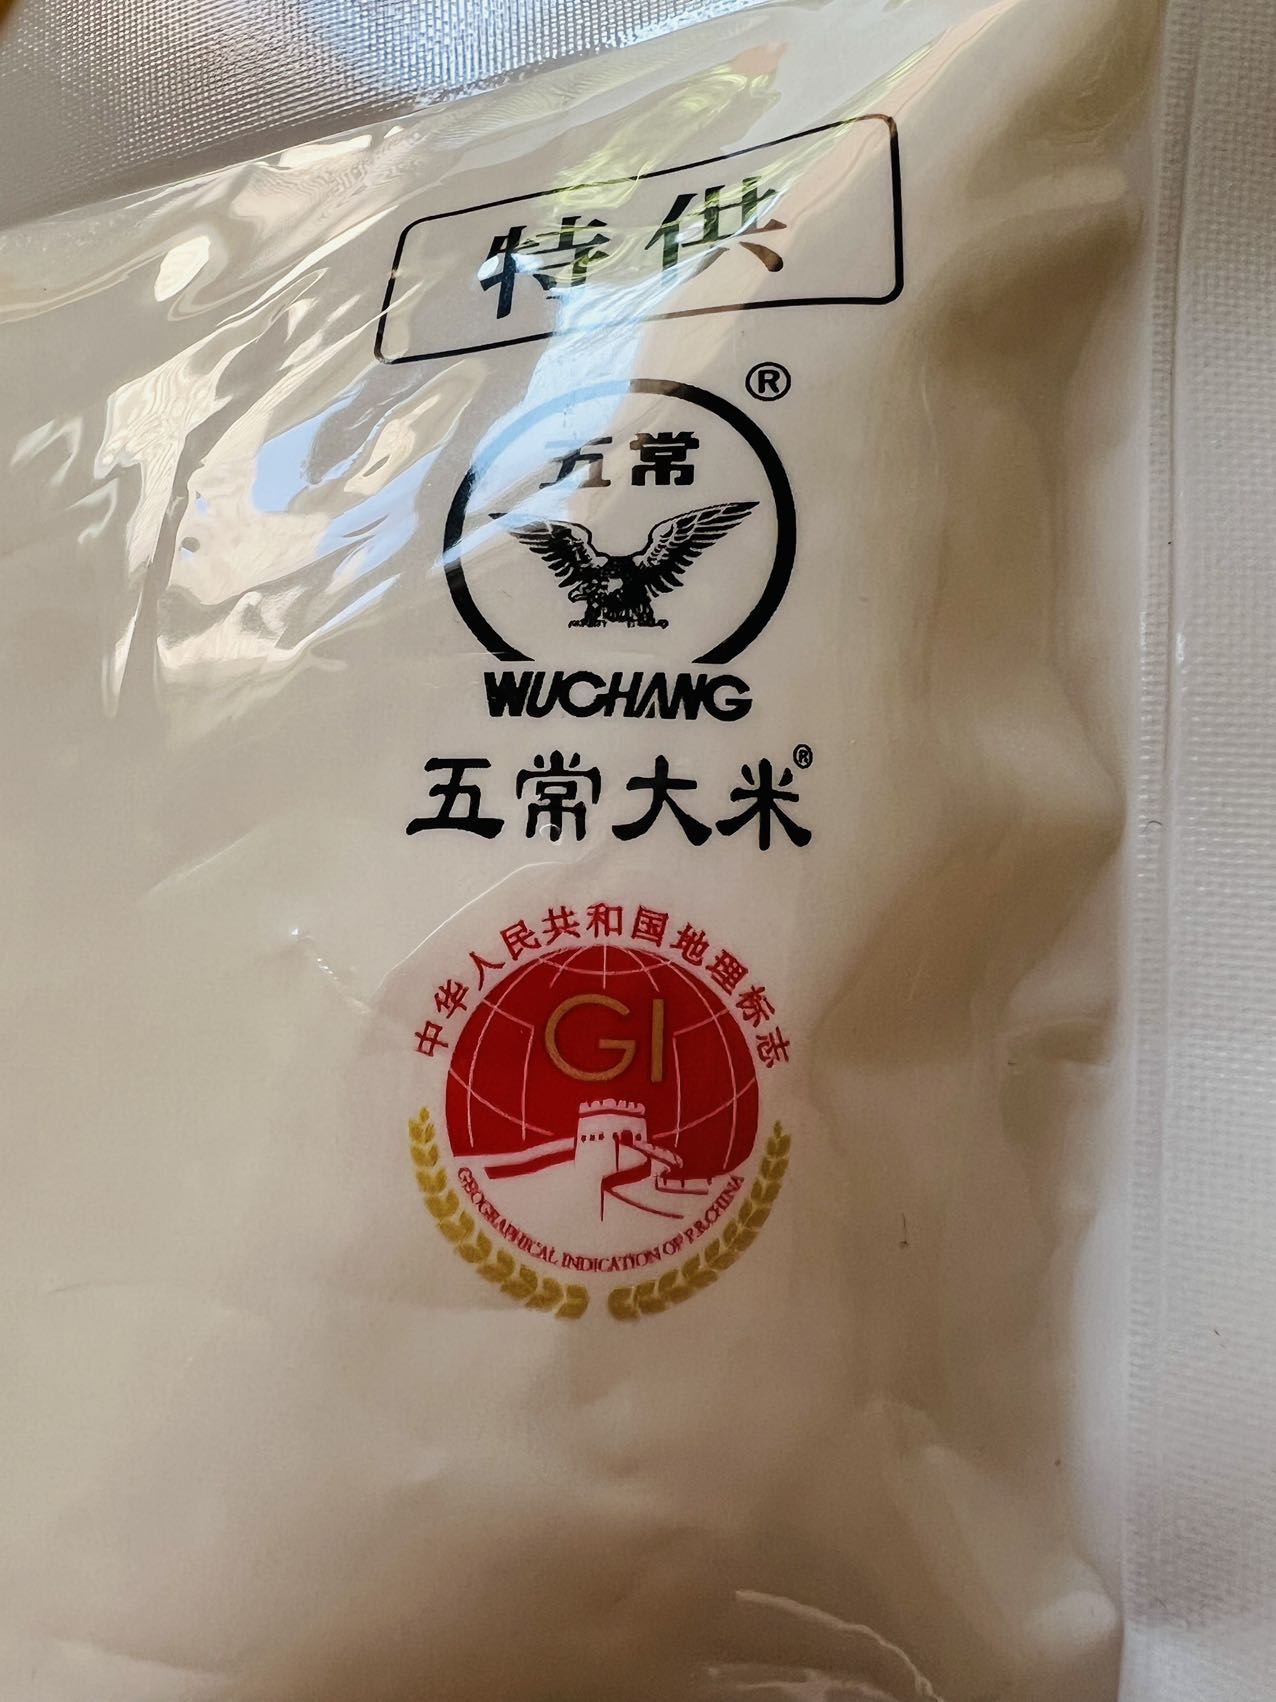 特供
®
五常
WUCHANG
五常大米®
中华人民共和国地理标志
GI
GEOGRAPHICAL INDICATION OF P.R.CHINA